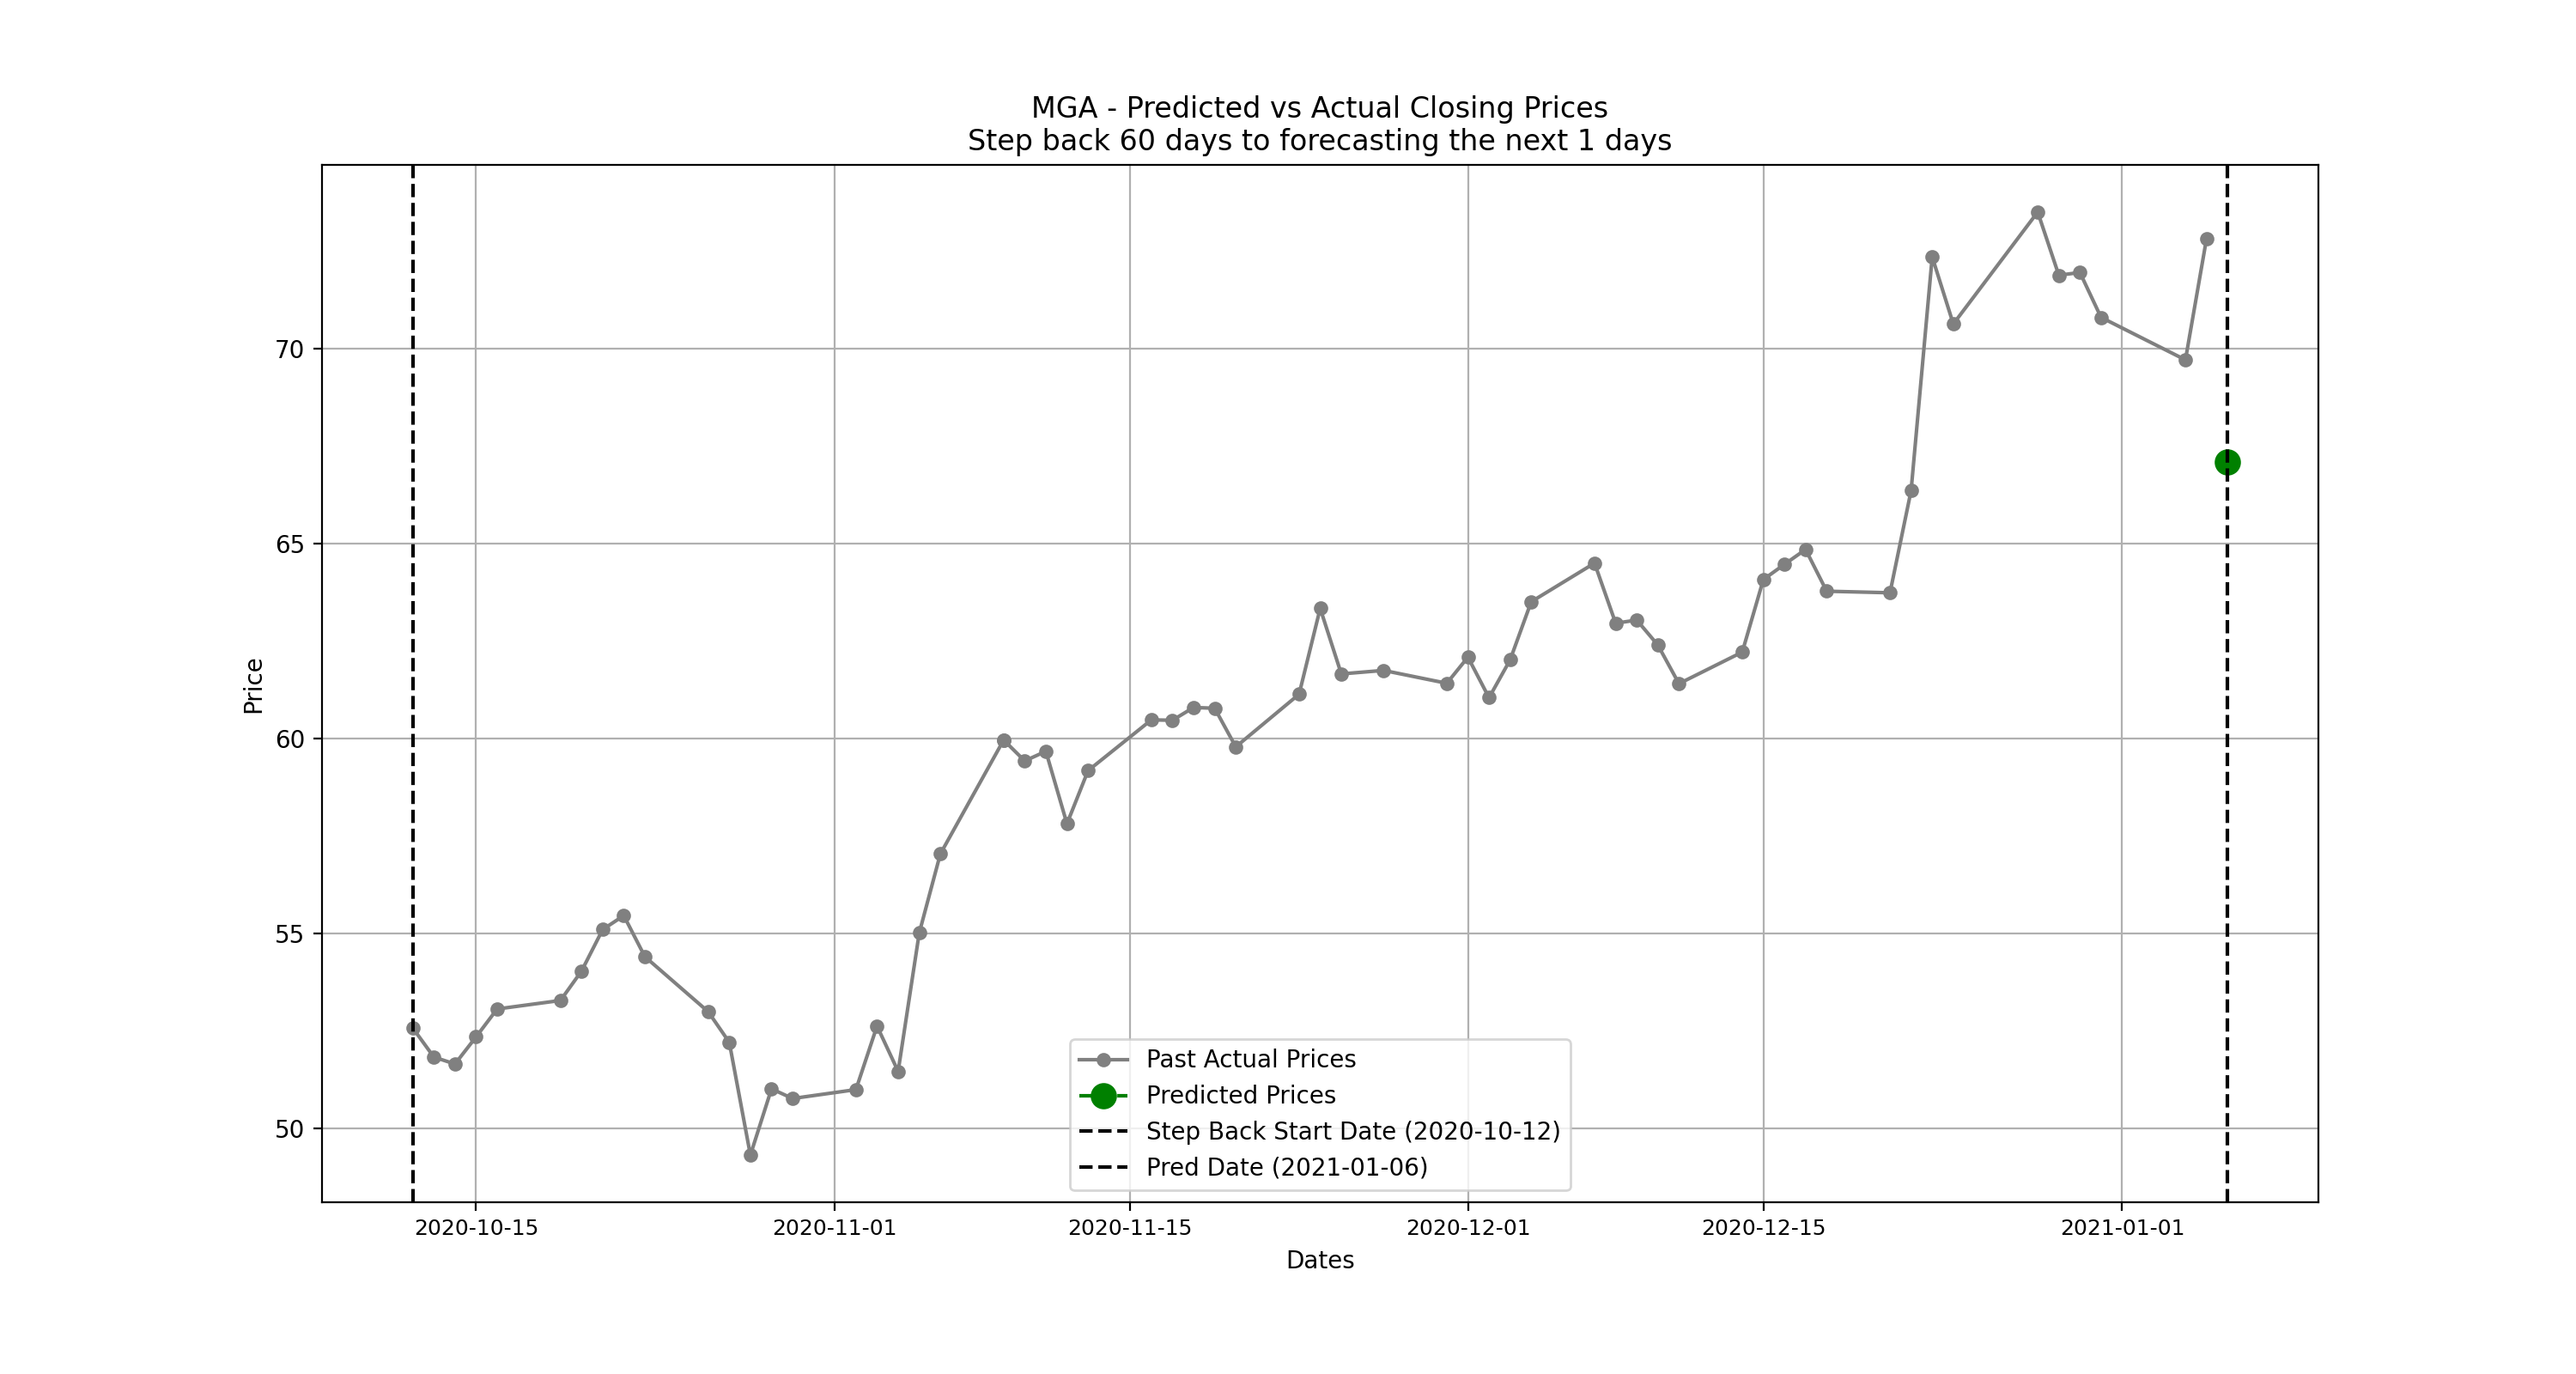 MGA - Predicted vs Actual Closing Prices
Step back 60 days to forecasting the next 1 days
Price
70
65
60
55
50
Past Actual Prices
Predicted Prices
Step Back Start Date (2020-10-12)
Pred Date (2021-01-06)
2020-10-15
2020-11-01
2020-11-15
2020-12-01
2020-12-15
2021-01-01
Dates